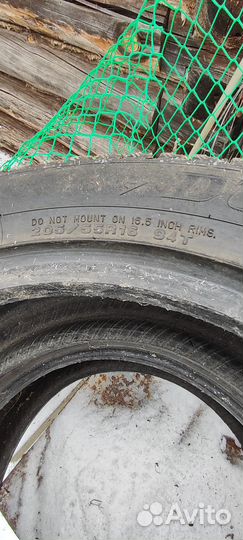 DO NOT MOUNT ON 16.5 INCH RIMS.
205/55R16 94T
Avito